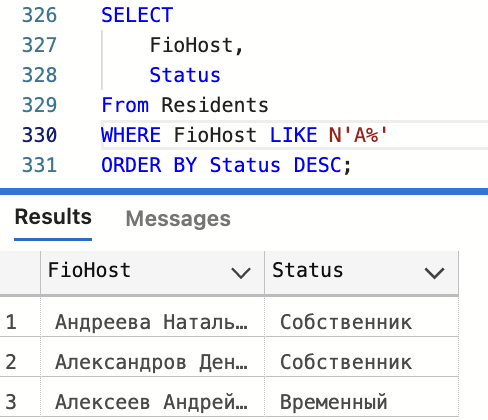 326 SELECT
327 FioHost,
328 Status
329 From Residents
330 WHERE FioHost LIKE N'А%'
331 ORDER BY Status DESC;
Results Messages
FioHost Status
1 Андреева Наталь… Собственник
2 Александров Ден… Собственник
3 Алексеев Андрей… Временный